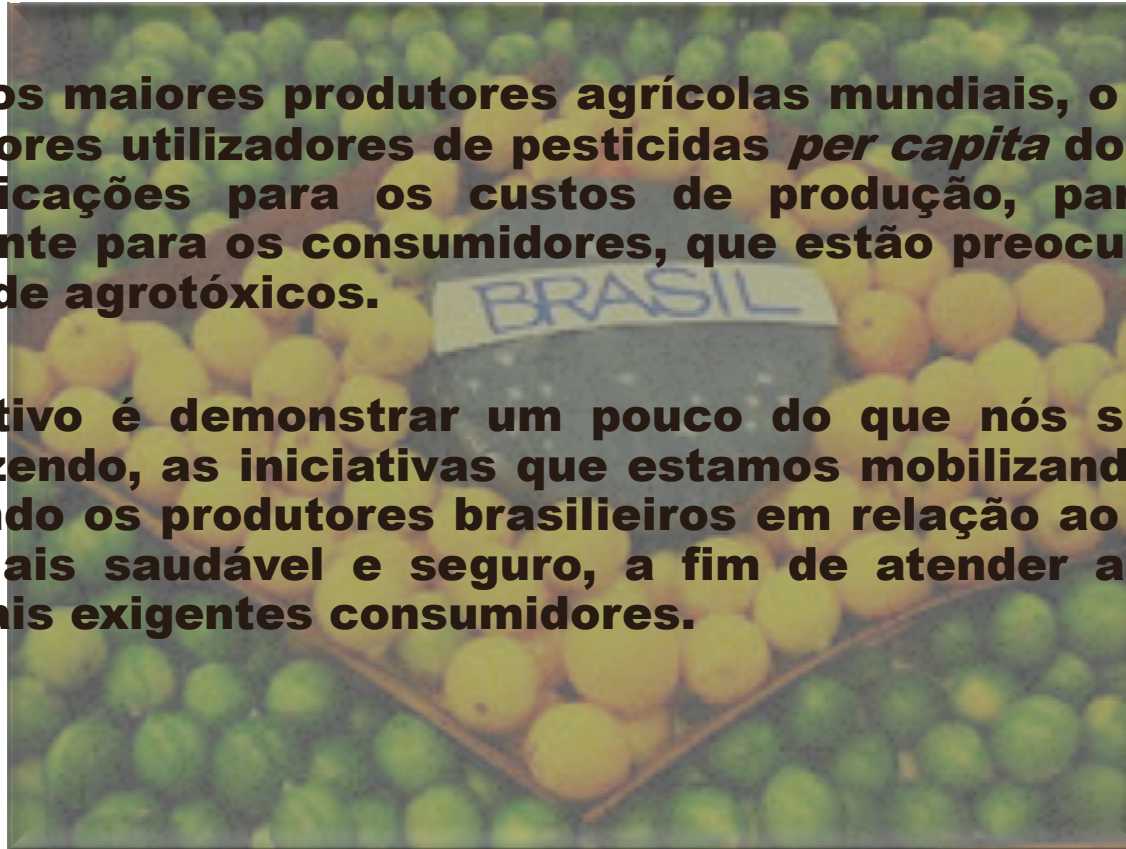 os maiores produtores agrícolas mundiais, o
ores utilizadores de pesticidas per capita do
icações para os custos de produção, par
nte para os consumidores, que estão preocu
de agrotóxicos.
BRASIL
tivo é demonstrar um pouco do que nós s
zendo, as iniciativas que estamos mobilizand
ndo os produtores brasilieiros em relação ao
ais saudável e seguro, a fim de atender a
ais exigentes consumidores.